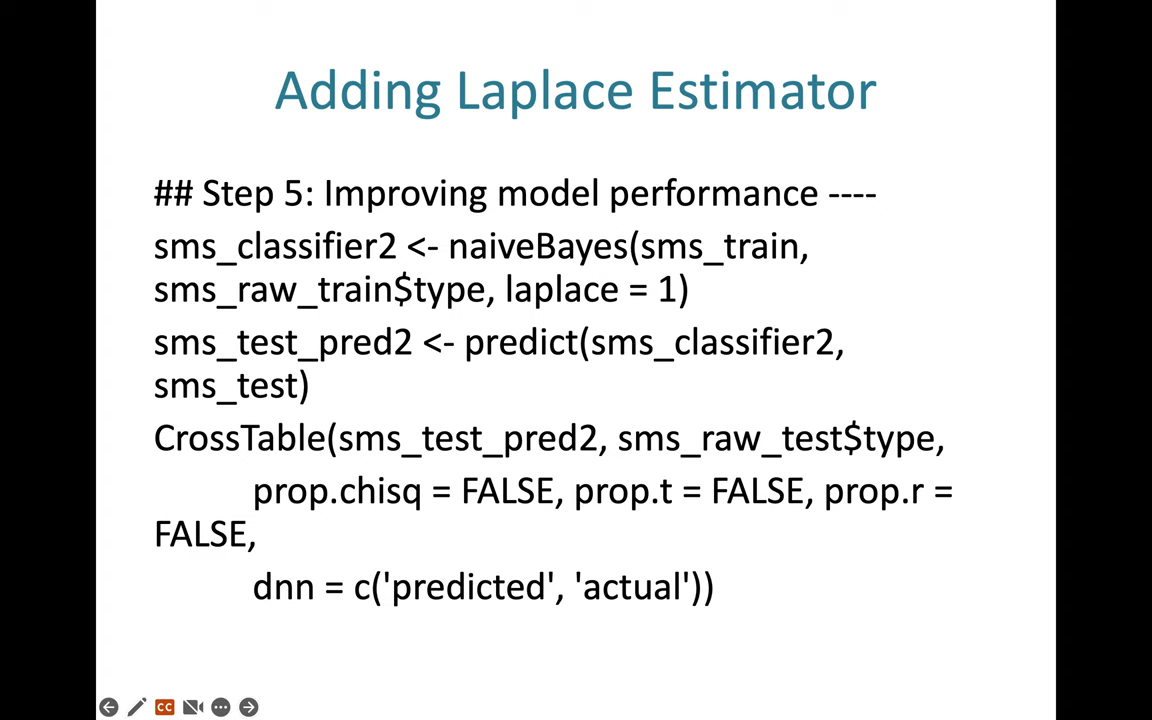 Adding Laplace Estimator
## Step 5: Improving model performance ----
sms_classifier2 <- naiveBayes(sms_train,
sms_raw_train$type, laplace = 1)
sms_test_pred2 <- predict(sms_classifier2,
sms_test)
CrossTable(sms_test_pred2, sms_raw_test$type,
prop.chisq = FALSE, prop.t = FALSE, prop.r =
FALSE,
dnn = c('predicted', 'actual'))
CC